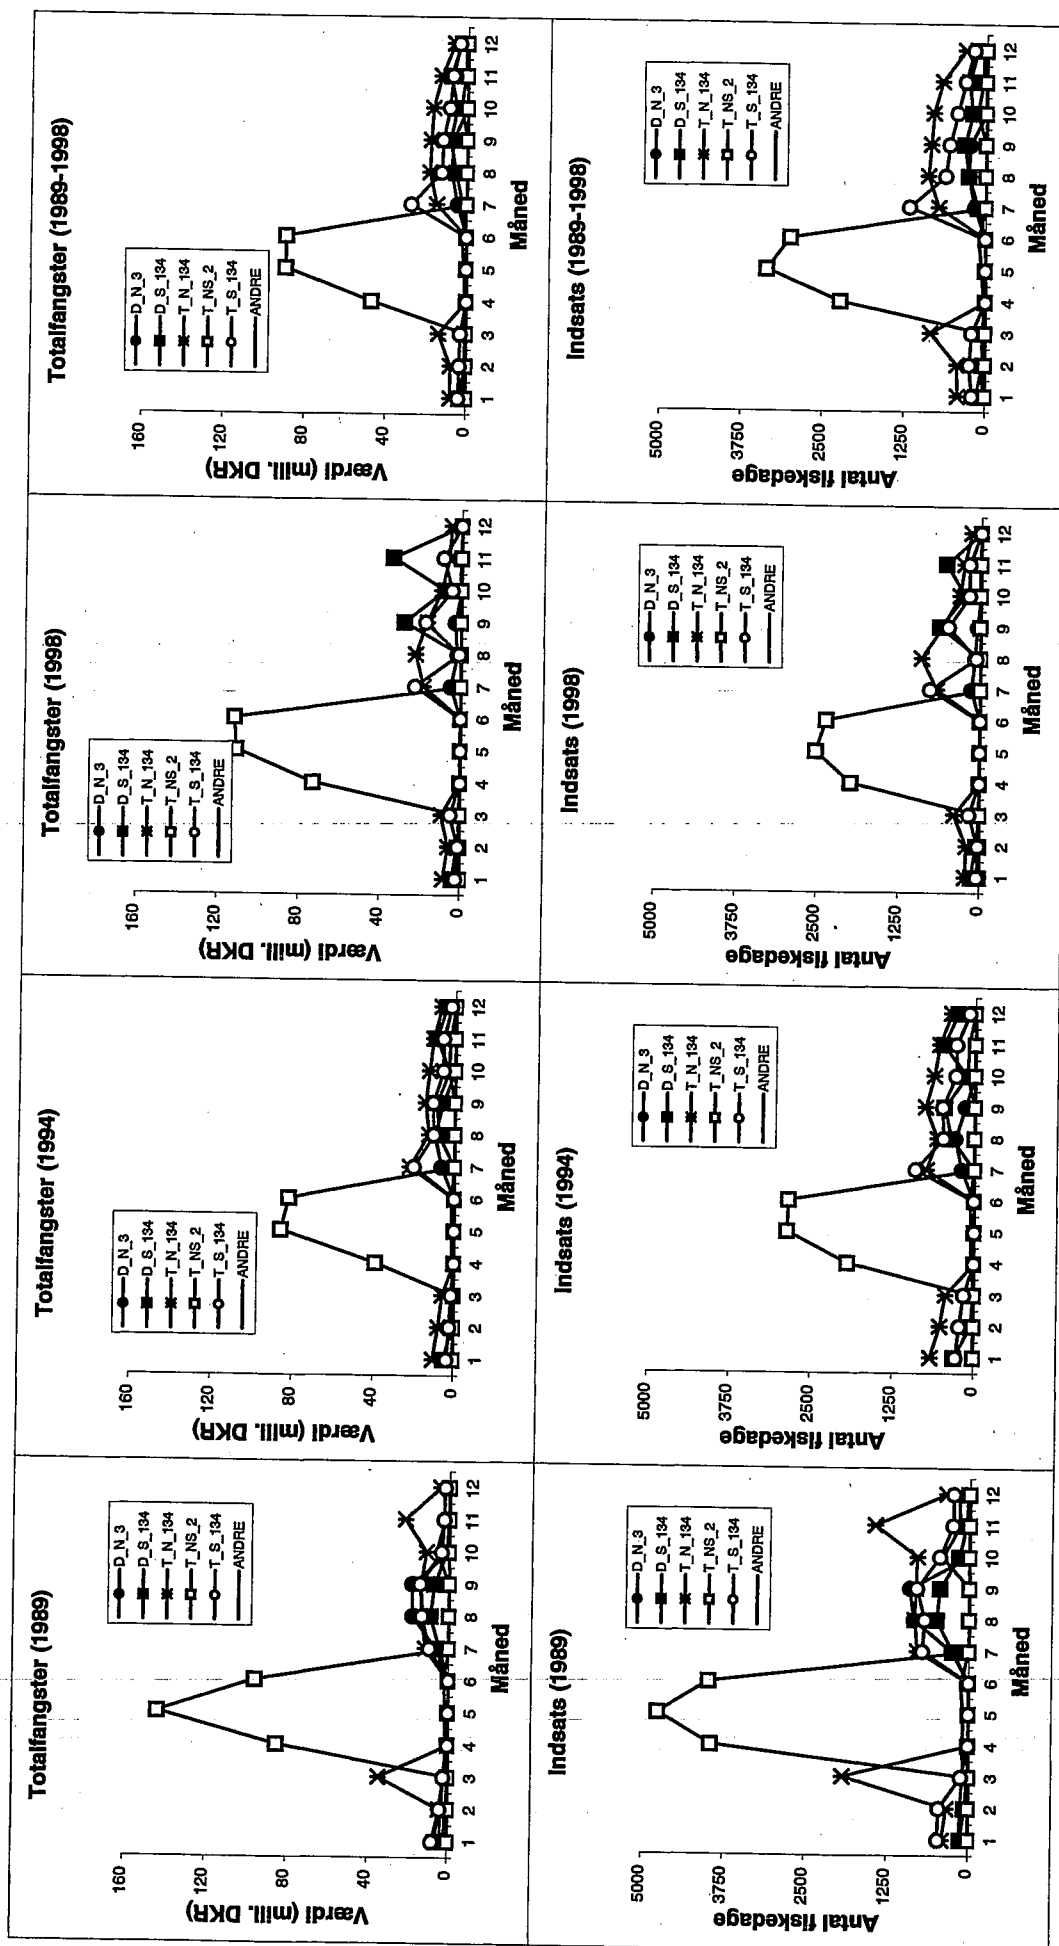 Totalfangster (1989)
Værdi (mill. DKR)
160
120
80
40
0
D_N_3
D_S_134
T_N_134
T_NS_2
T_S_134
ANDRE
1 2 3 4 5 6 7 8 9 10 11 12
Måned
Totalfangster (1994)
Værdi (mill. DKR)
160
120
80
40
0
D_N_3
D_S_134
T_N_134
T_NS_2
T_S_134
ANDRE
1 2 3 4 5 6 7 8 9 10 11 12
Måned
Totalfangster (1998)
Værdi (mill. DKR)
160
120
80
40
0
D_N_3
D_S_134
T_N_134
T_NS_2
T_S_134
ANDRE
1 2 3 4 5 6 7 8 9 10 11 12
Måned
Totalfangster (1989-1998)
Værdi (mill. DKR)
160
120
80
40
0
D_N_3
D_S_134
T_N_134
T_NS_2
T_S_134
ANDRE
1 2 3 4 5 6 7 8 9 10 11 12
Måned
Indsats (1989)
Antal fiskedage
5000
3750
2500
1250
0
D_N_3
D_S_134
T_N_134
T_NS_2
T_S_134
ANDRE
1 2 3 4 5 6 7 8 9 10 11 12
Måned
Indsats (1994)
Antal fiskedage
5000
3750
2500
1250
0
D_N_3
D_S_134
T_N_134
T_NS_2
T_S_134
ANDRE
1 2 3 4 5 6 7 8 9 10 11 12
Måned
Indsats (1998)
Antal fiskedage
5000
3750
2500
1250
0
D_N_3
D_S_134
T_N_134
T_NS_2
T_S_134
ANDRE
1 2 3 4 5 6 7 8 9 10 11 12
Måned
Indsats (1989-1998)
Antal fiskedage
5000
3750
2500
1250
0
D_N_3
D_S_134
T_N_134
T_NS_2
T_S_134
ANDRE
1 2 3 4 5 6 7 8 9 10 11 12
Måned